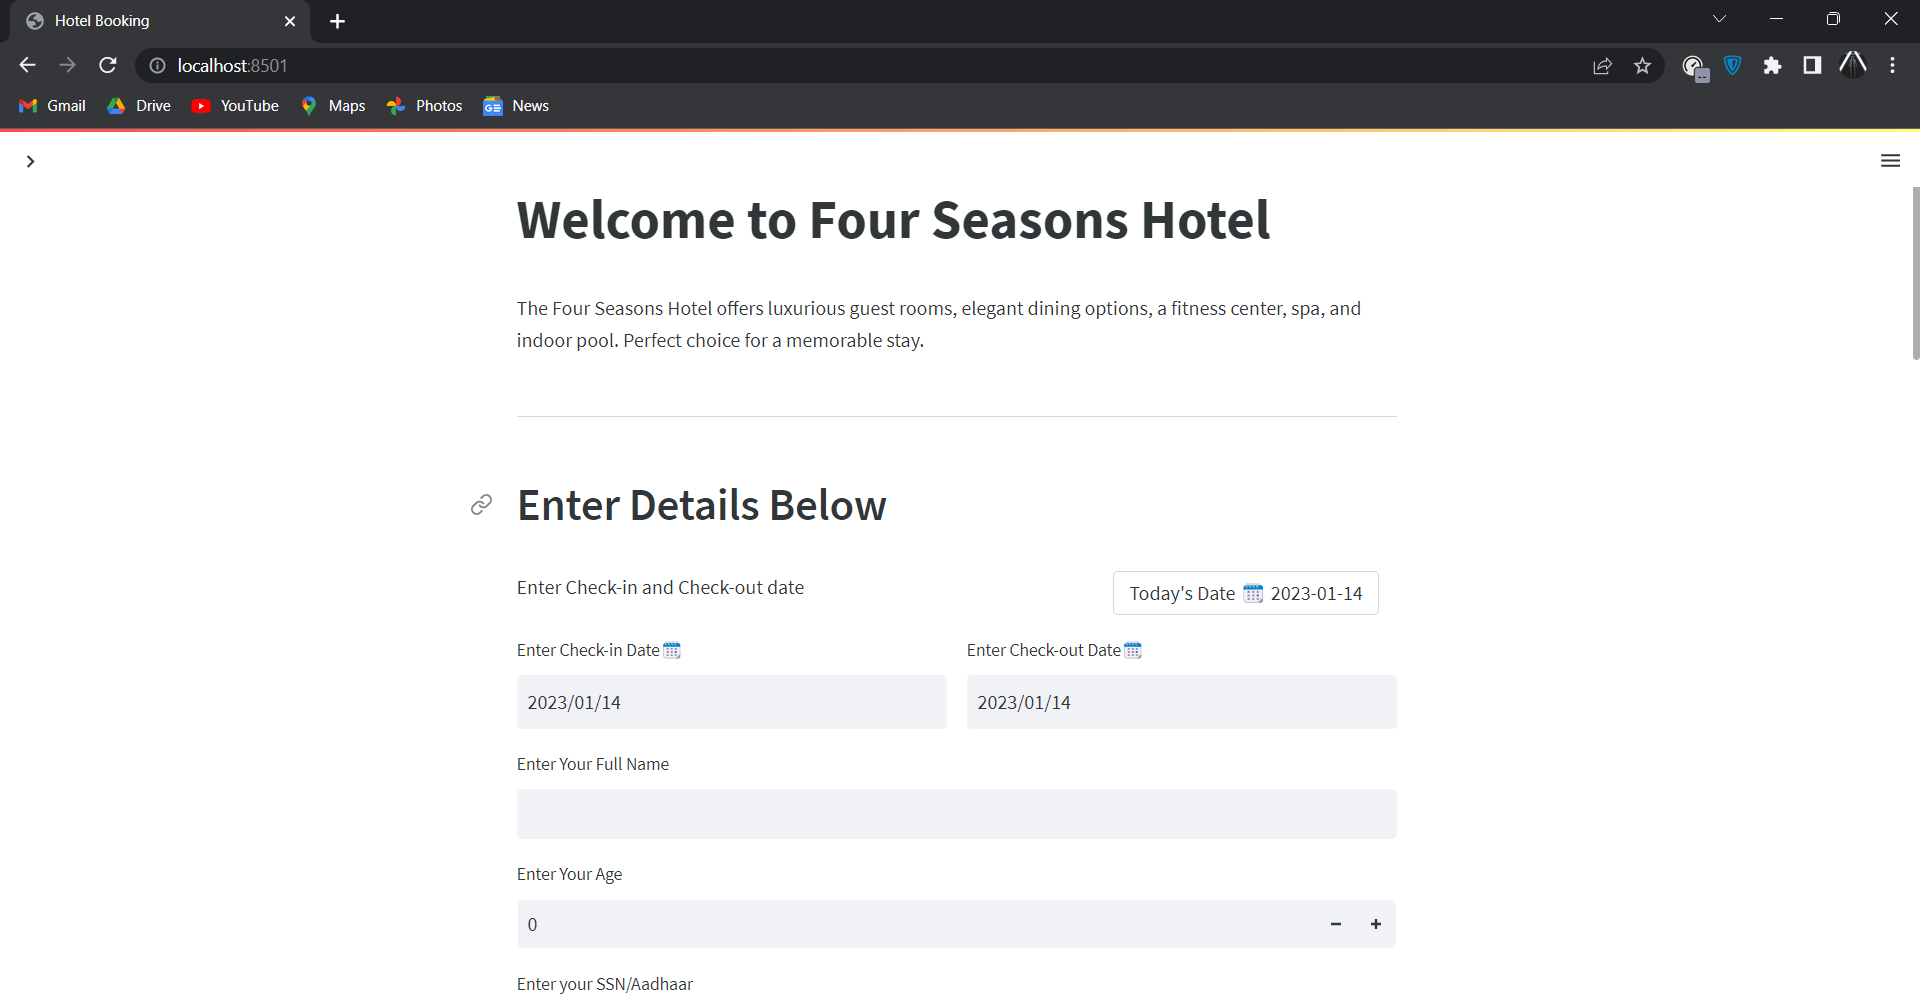 Hotel Booking
localhost:8501
Gmail
Drive
YouTube
Maps
Photos
News
Welcome to Four Seasons Hotel
The Four Seasons Hotel offers luxurious guest rooms, elegant dining options, a fitness center, spa, and
indoor pool. Perfect choice for a memorable stay.
Enter Details Below
Enter Check-in and Check-out date
Today's Date 2023-01-14
Enter Check-in Date
Enter Check-out Date
2023/01/14
2023/01/14
Enter Your Full Name
Enter Your Age
0
Enter your SSN/Aadhaar